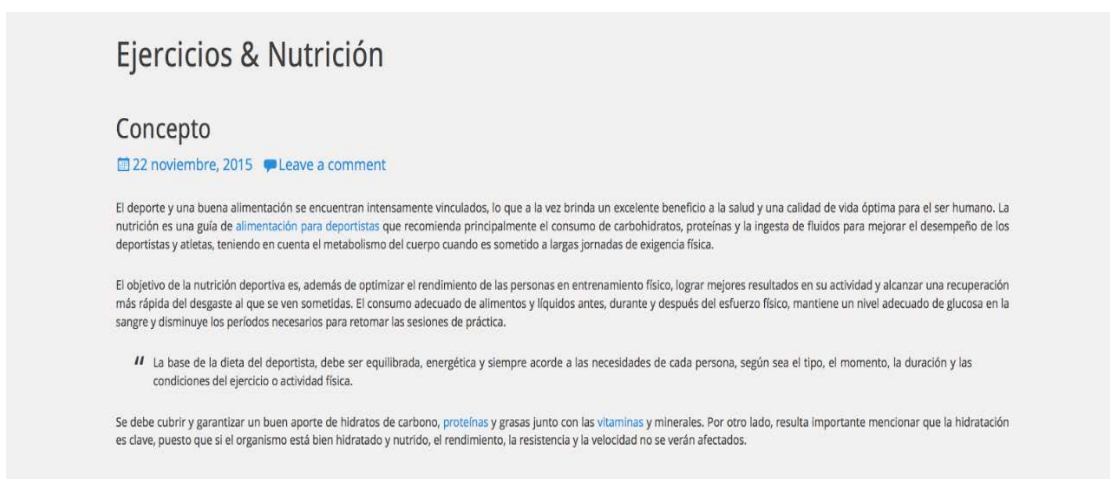 Ejercicios & Nutrición
Concepto
22 noviembre, 2015 Leave a comment
El deporte y una buena alimentación se encuentran intensamente vinculados, lo que a la vez brinda un excelente beneficio a la salud y una calidad de vida óptima para el ser humano. La
nutrición es una guía de alimentación para deportistas que recomienda principalmente el consumo de carbohidratos, proteínas y la ingesta de fluidos para mejorar el desempeño de los
deportistas y atletas, teniendo en cuenta el metabolismo del cuerpo cuando es sometido a largas jornadas de exigencia física.
El objetivo de la nutrición deportiva es, además de optimizar el rendimiento de las personas en entrenamiento físico, lograr mejores resultados en su actividad y alcanzar una recuperación
más rápida del desgaste al que se ven sometidas. El consumo adecuado de alimentos y líquidos antes, durante y después del esfuerzo físico, mantiene un nivel adecuado de glucosa en la
sangre y disminuye los períodos necesarios para retomar las sesiones de práctica.
" La base de la dieta del deportista, debe ser equilibrada, energética y siempre acorde a las necesidades de cada persona, según sea el tipo, el momento, la duración y las
condiciones del ejercicio o actividad física.
Se debe cubrir y garantizar un buen aporte de hidratos de carbono, proteínas y grasas junto con las vitaminas y minerales. Por otro lado, resulta importante mencionar que la hidratación
es clave, puesto que si el organismo está bien hidratado y nutrido, el rendimiento, la resistencia y la velocidad no se verán afectados.